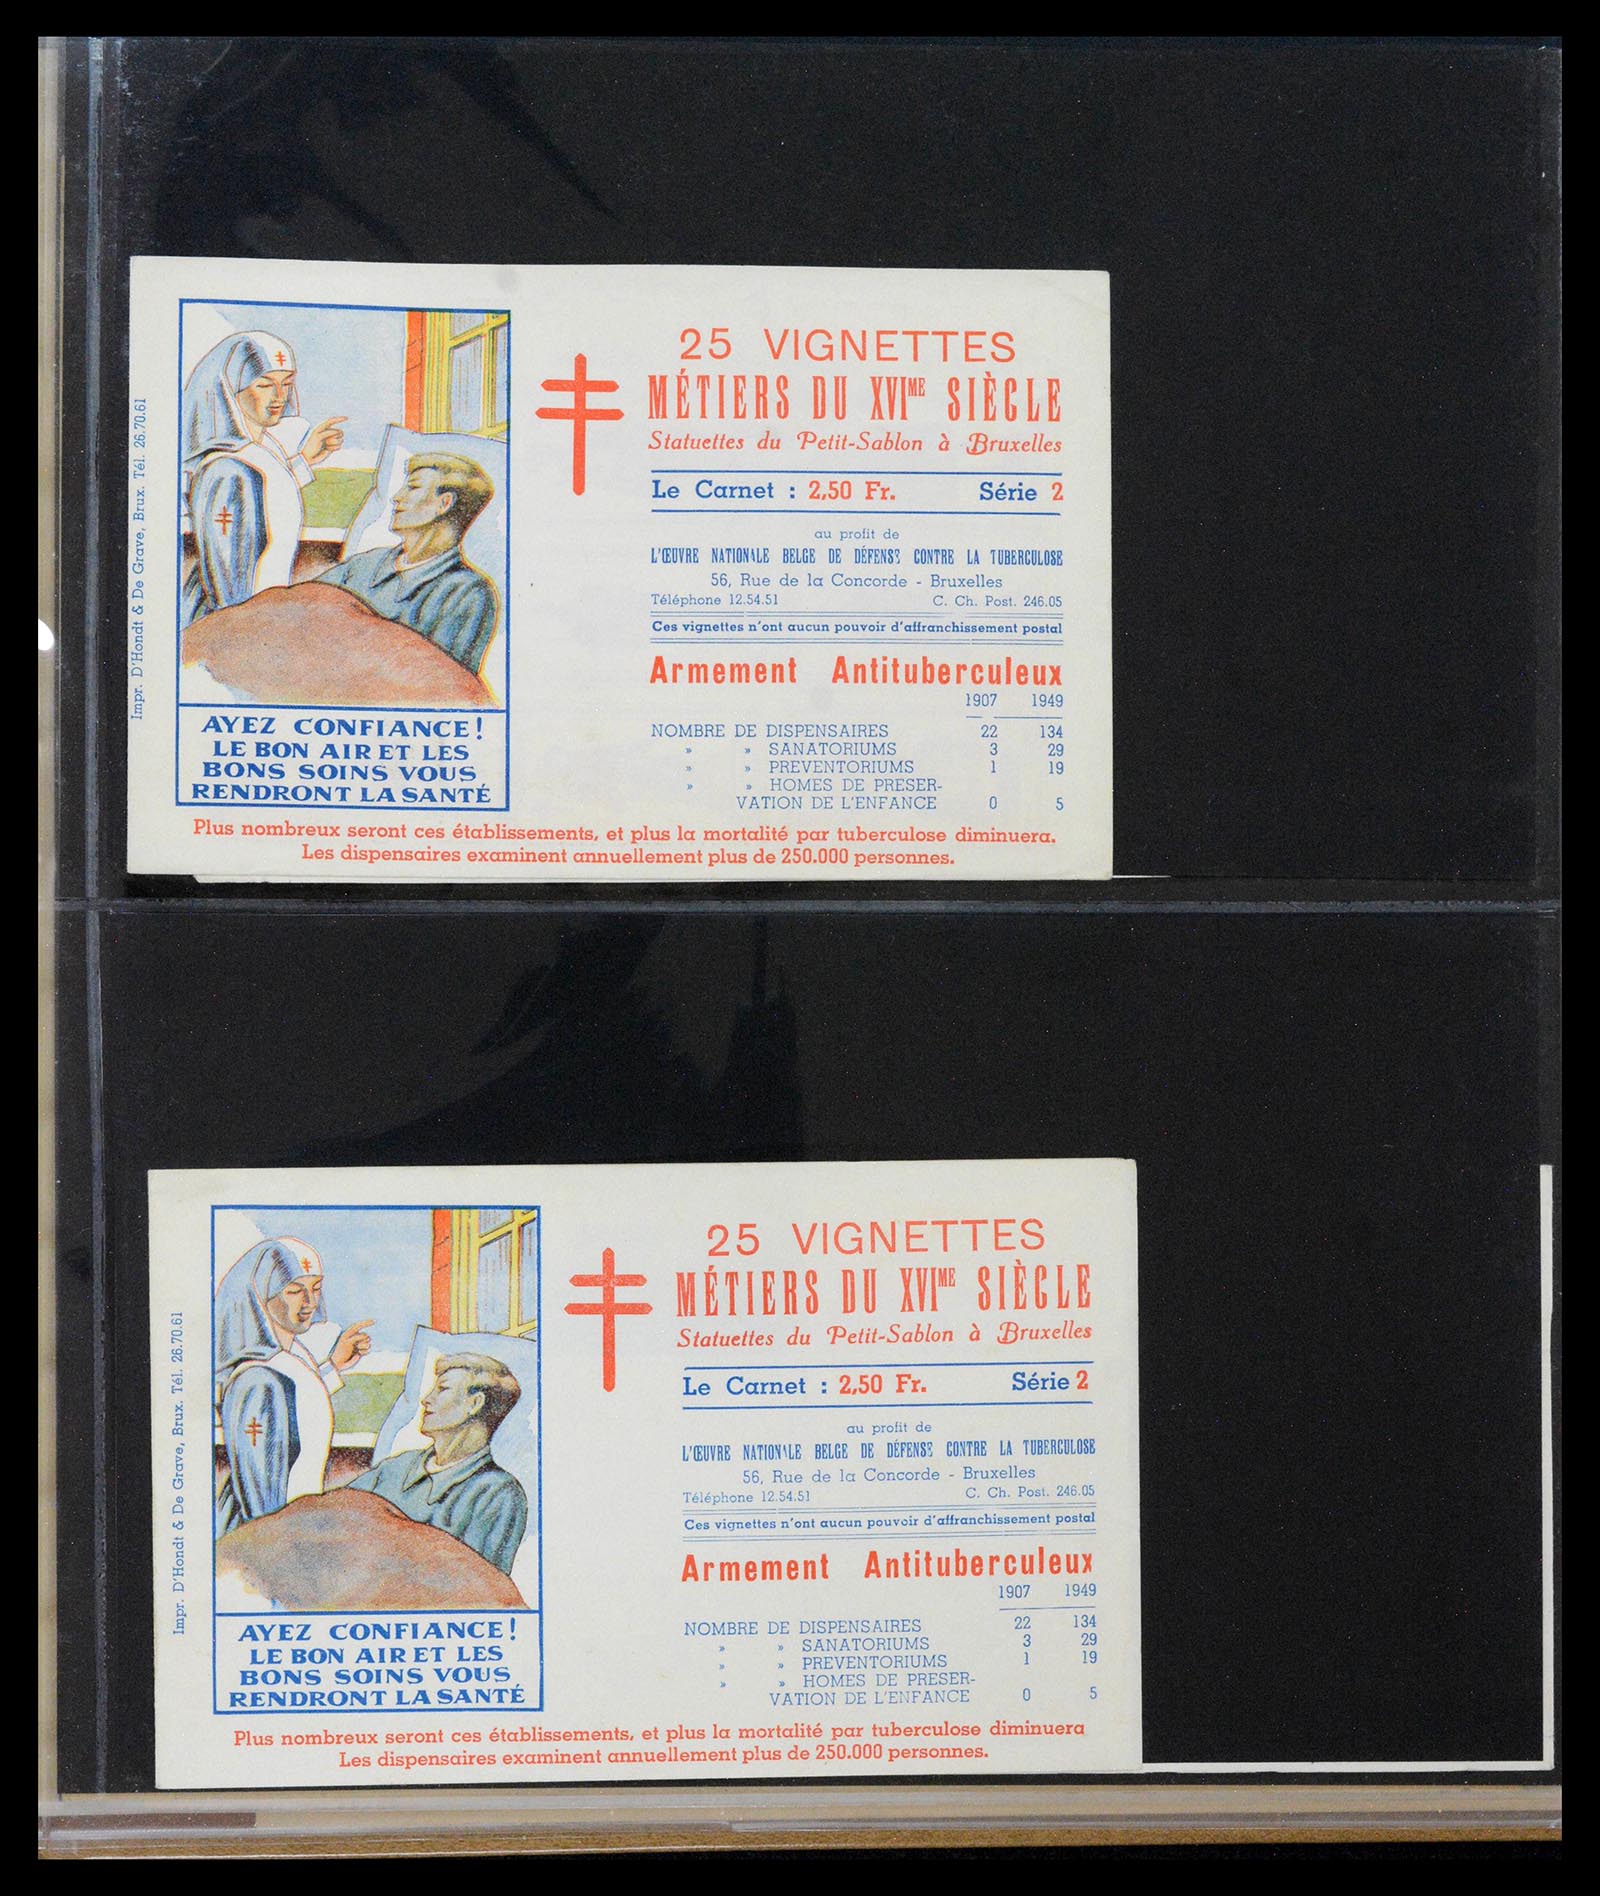 Impr. D'Hondt & De Grave, Brux. Tél. 26.70.61
AYEZ CONFIANCE!
LE BON AIR ET LES
BONS SOINS VOUS
RENDRONT LA SANTÉ
25 VIGNETTES
MÉTIERS DU XVIME SIÈCLE
Statuettes du Petit-Sablon à Bruxelles
Le Carnet : 2,50 Fr. Série 2
au profit de
L'ŒUVRE NATIONALE BELGE DE DÉFENSE CONTRE LA TUBERCULOSE
56, Rue de la Concorde - Bruxelles
Téléphone 12.54.51 C. Ch. Post. 246.05
Ces vignettes n'ont aucun pouvoir d'affranchissement postal
Armement Antituberculeux
1907 1949
NOMBRE DE DISPENSAIRES 22 134
» » SANATORIUMS 3 29
» » PREVENTORIUMS 1 19
» » HOMES DE PRESER-
VATION DE L'ENFANCE 0 5
Plus nombreux seront ces établissements, et plus la mortalité par tuberculose diminuera.
Les dispensaires examinent annuellement plus de 250.000 personnes.
Impr. D'Hondt & De Grave, Brux. Tél. 26.70.61
AYEZ CONFIANCE!
LE BON AIR ET LES
BONS SOINS VOUS
RENDRONT LA SANTÉ
25 VIGNETTES
MÉTIERS DU XVIME SIÈCLE
Statuettes du Petit-Sablon à Bruxelles
Le Carnet : 2,50 Fr. Série 2
au profit de
L'ŒUVRE NATIONALE BELGE DE DÉFENSE CONTRE LA TUBERCULOSE
56, Rue de la Concorde - Bruxelles
Téléphone 12.54.51 C. Ch. Post. 246.05
Ces vignettes n'ont aucun pouvoir d'affranchissement postal
Armement Antituberculeux
1907 1949
NOMBRE DE DISPENSAIRES 22 134
» » SANATORIUMS 3 29
» » PREVENTORIUMS 1 19
» » HOMES DE PRESER-
VATION DE L'ENFANCE 0 5
Plus nombreux seront ces établissements, et plus la mortalité par tuberculose diminuera
Les dispensaires examinent annuellement plus de 250.000 personnes.